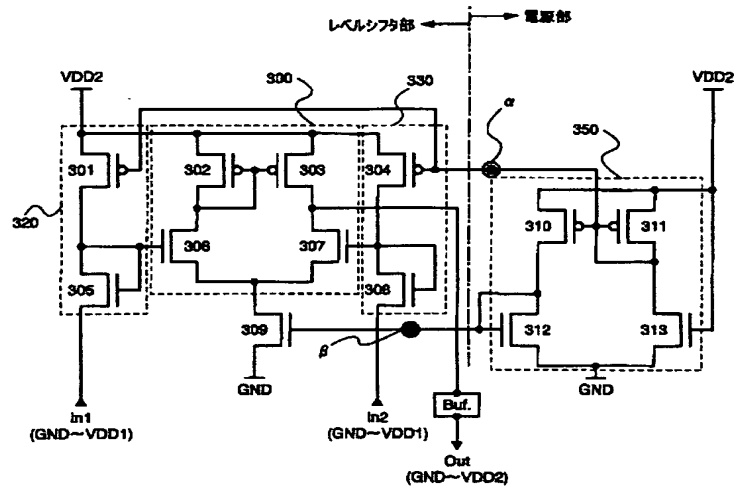 レベルシフタ部
電源部
VDD2
300
330
α
VDD2
350
301
302
303
304
320
310
311
306
307
305
308
312
313
309
β
GND
GND
In1
(GND～VDD1)
In2
(GND～VDD1)
Buf.
Out
(GND～VDD2)